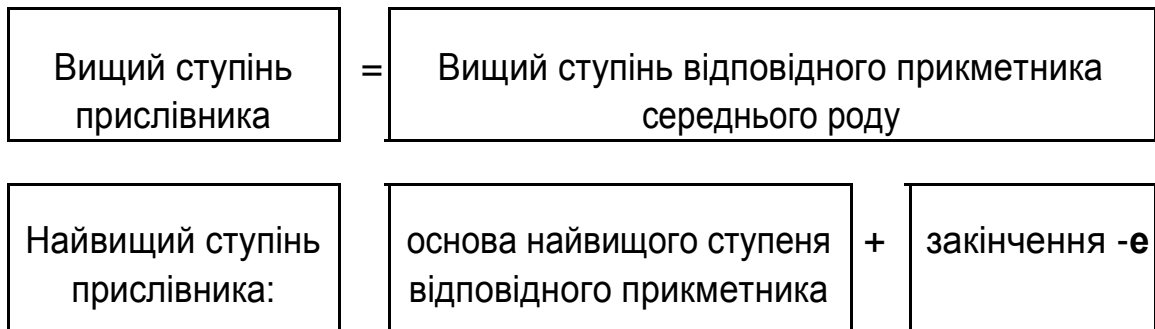 Вищий ступінь = Вищий ступінь відповідного прикметника
прислівника середнього роду
Найвищий ступінь основа найвищого ступеня + закінчення -е
прислівника: відповідного прикметника